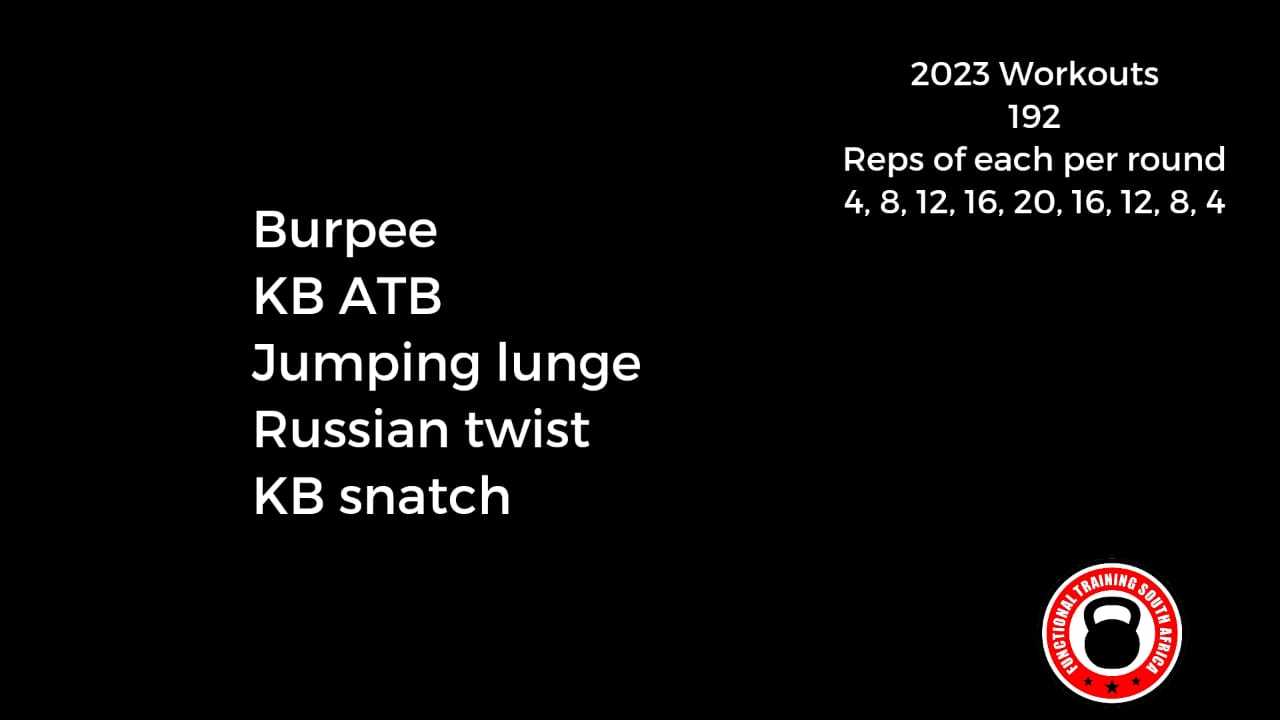 2023 Workouts
192
Reps of each per round
4, 8, 12, 16, 20, 16, 12, 8, 4
Burpee
KB ATB
Jumping lunge
Russian twist
KB snatch
FUNCTIONAL TRAINING SOUTH AFRICA